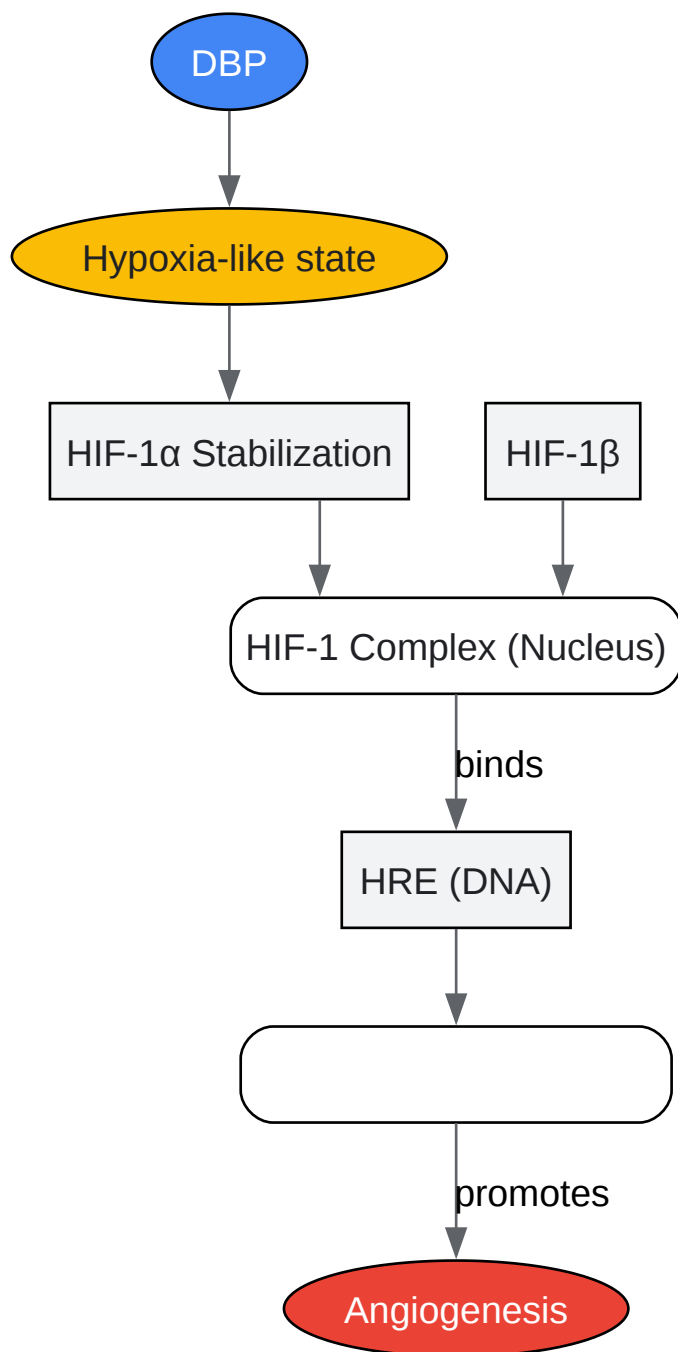 DBP
Hypoxia-like state
HIF-1α Stabilization
HIF-1β
HIF-1 Complex (Nucleus)
binds
HRE (DNA)
promotes
Angiogenesis